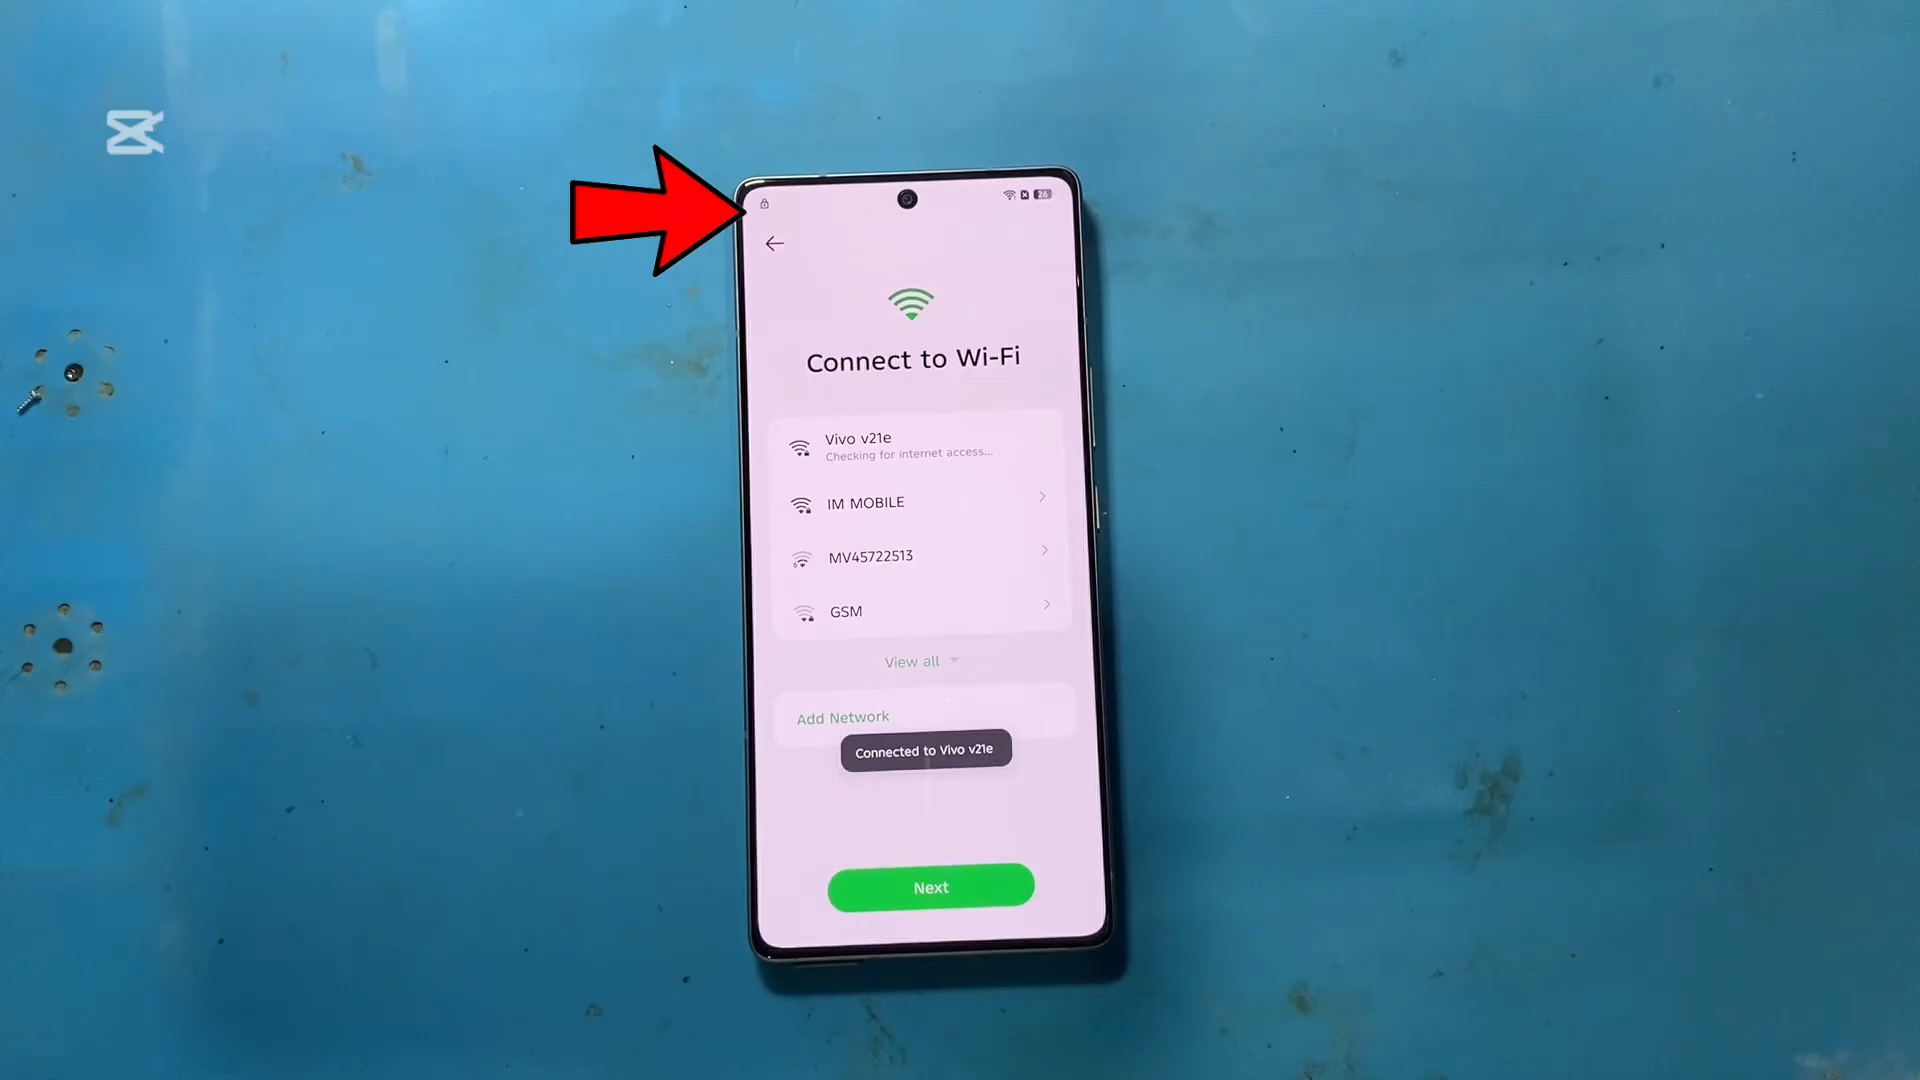 26
Connect to Wi-Fi
Vivo v21e
Checking for internet access...
IM MOBILE
MV45722513
GSM
View all
Add Network
Connected to Vivo v21e
Next